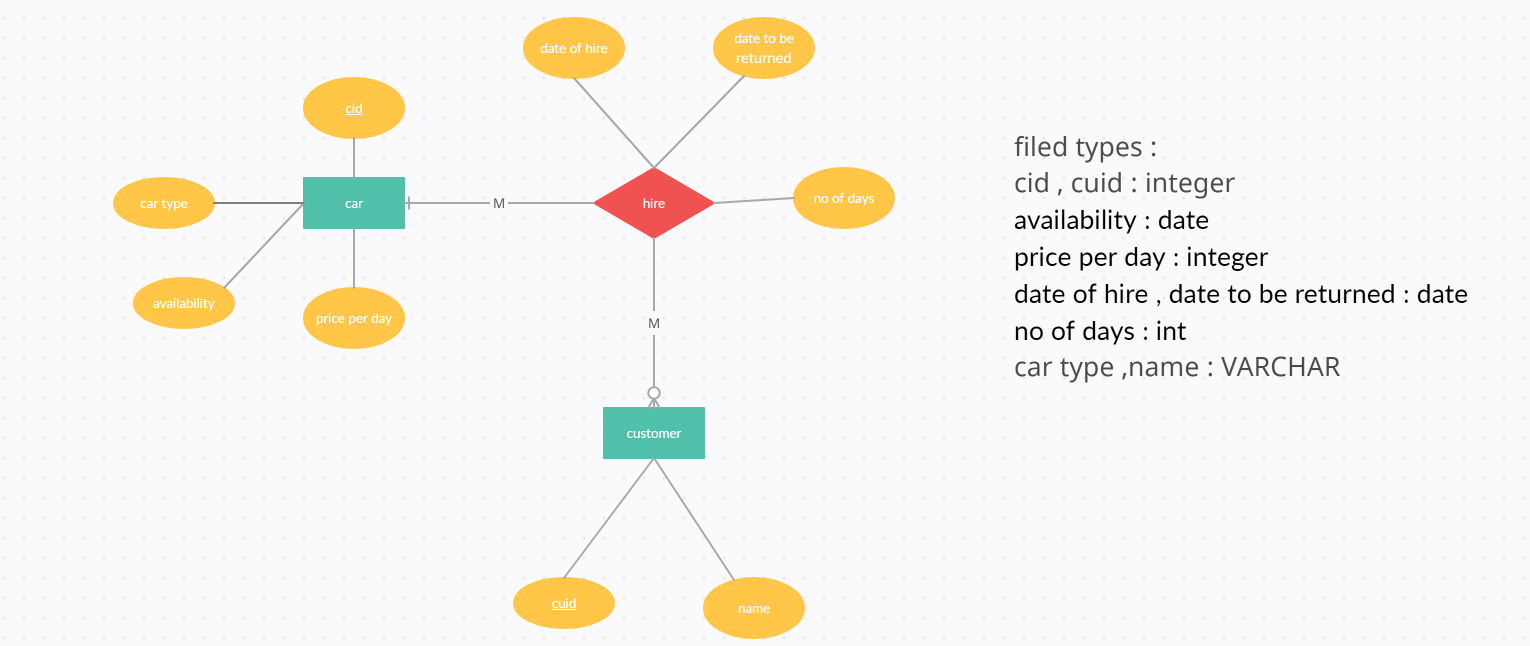 date of hire
date to be
returned
cid
car type
car
M
hire
no of days
availability
price per day
M
customer
cuid
name
filed types :
cid , cuid : integer
availability : date
price per day : integer
date of hire , date to be returned : date
no of days : int
car type ,name : VARCHAR